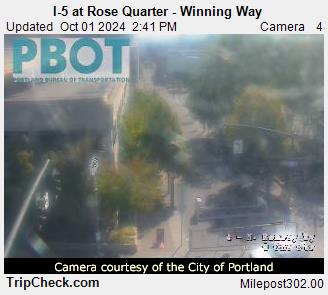 I-5 at Rose Quarter - Winning Way
Updated Oct 01 2024 2:41 PM Camera 4
PBOT
PORTLAND BUREAU OF TRANSPORTATION
Camera courtesy of the City of Portland
TripCheck.com Milepost302.00